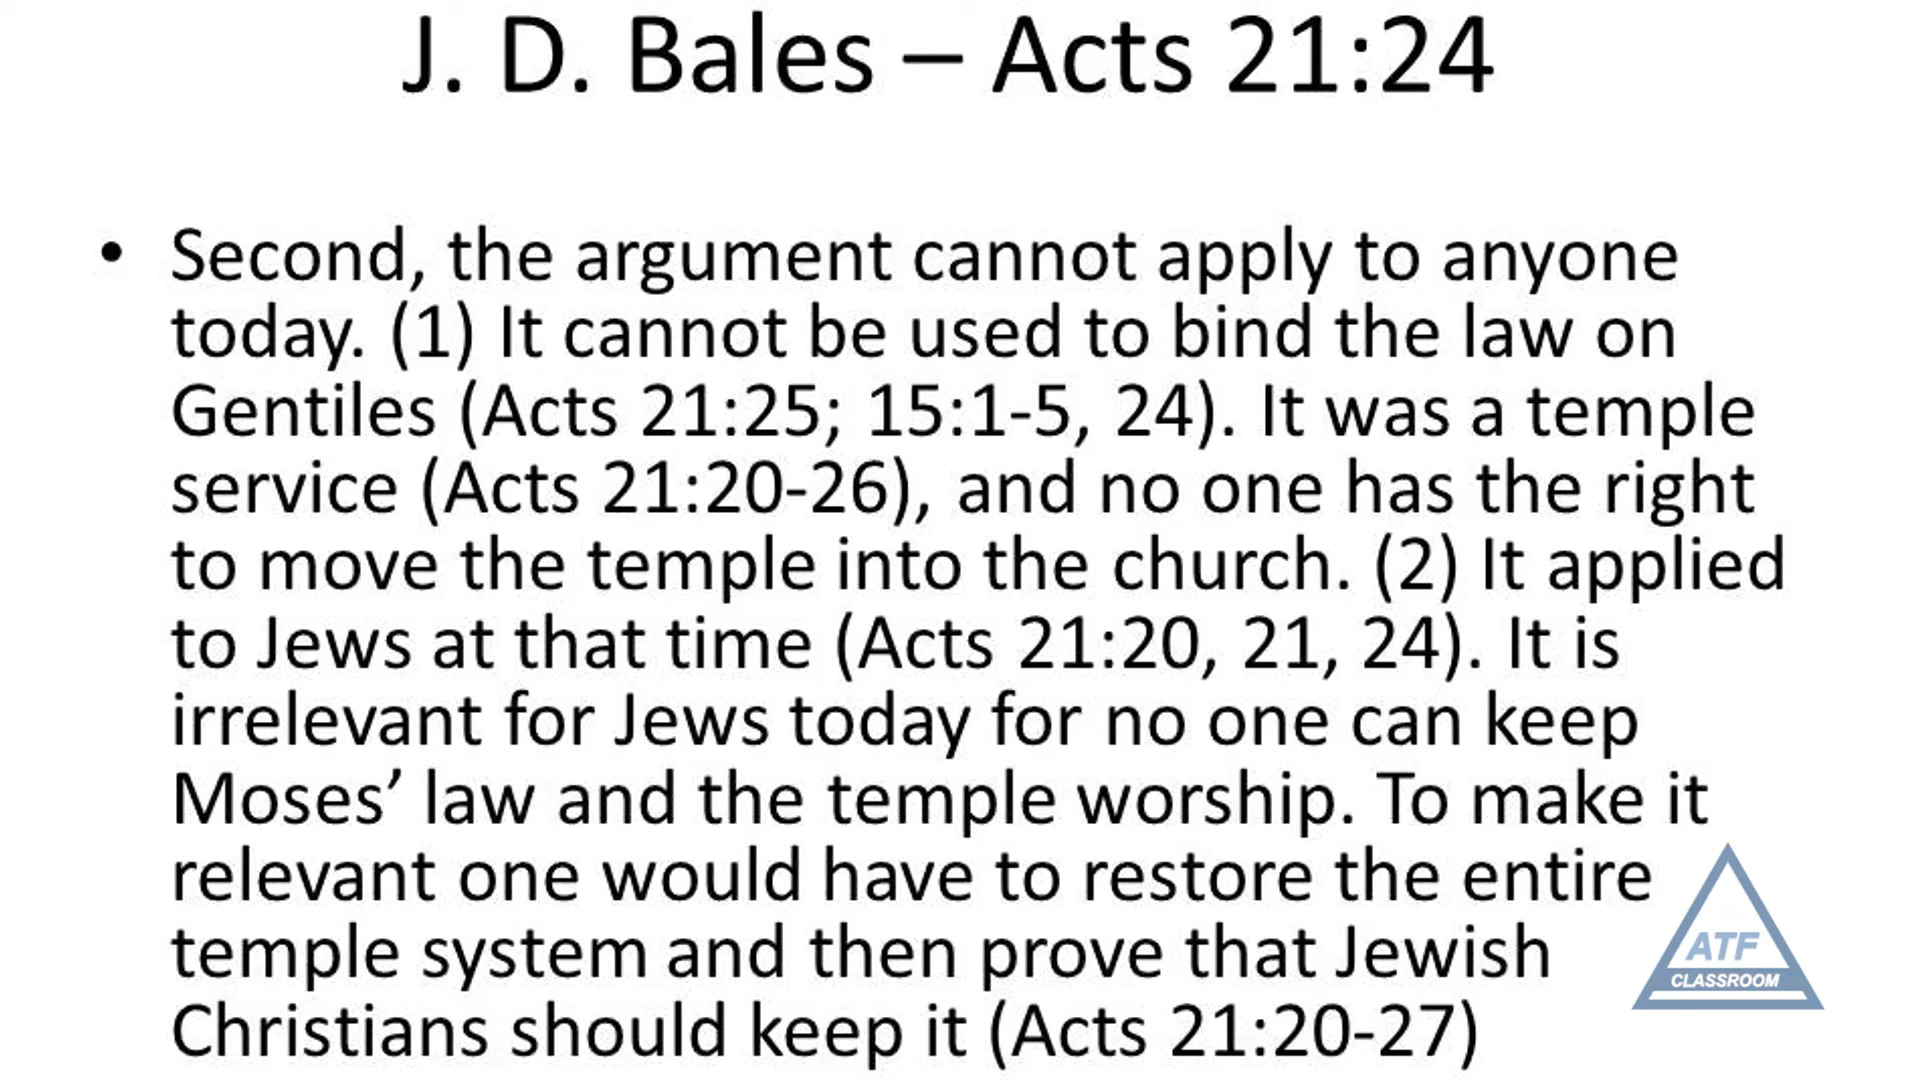 J. D. Bales – Acts 21:24
• Second, the argument cannot apply to anyone
today. (1) It cannot be used to bind the law on
Gentiles (Acts 21:25; 15:1-5, 24). It was a temple
service (Acts 21:20-26), and no one has the right
to move the temple into the church. (2) It applied
to Jews at that time (Acts 21:20, 21, 24). It is
irrelevant for Jews today for no one can keep
Moses’ law and the temple worship. To make it
relevant one would have to restore the entire
temple system and then prove that Jewish
Christians should keep it (Acts 21:20-27)
ATF
CLASSROOM